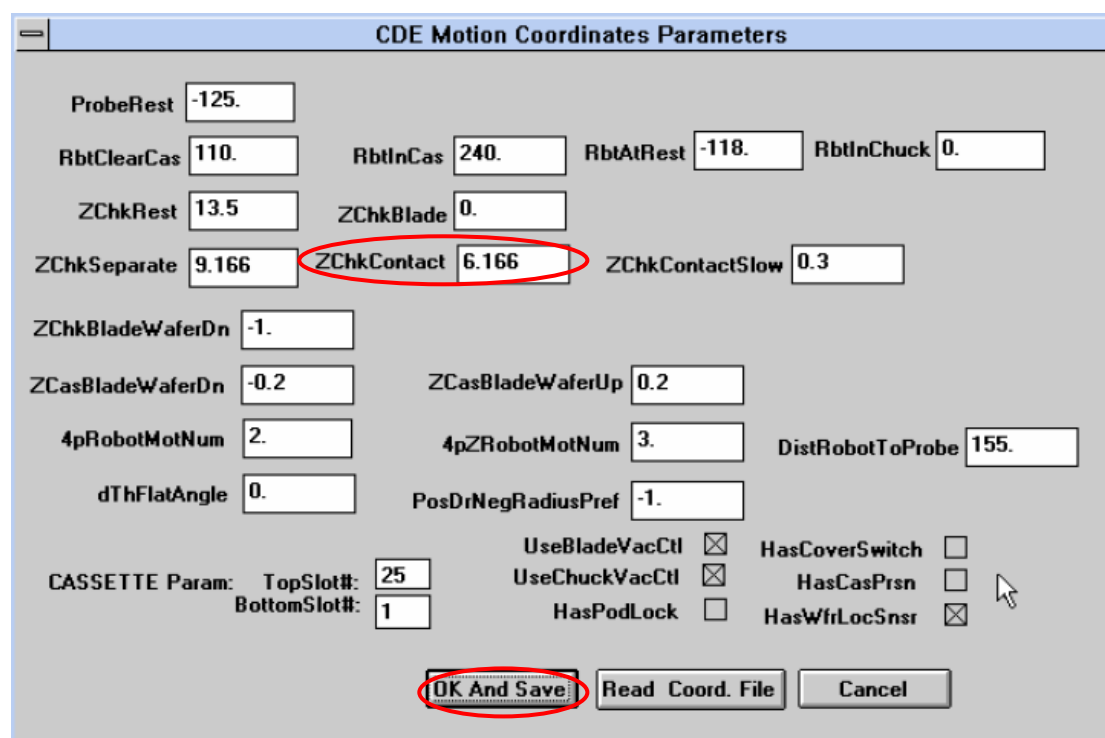 CDE Motion Coordinates Parameters
ProbeRest -125.
RbtClearCas 110. RbtInCas 240. RbtAtRest -118. RbtInChuck 0.
ZChkRest 13.5 ZChkBlade 0.
ZChkSeparate 9.166 ZChkContact 6.166 ZChkContactSlow 0.3
ZChkBladeWaferDn -1.
ZCasBladeWaferDn -0.2 ZCasBladeWaferUp 0.2
4pRobotMotNum 2. 4pZRobotMotNum 3. DistRobotToProbe 155.
dThFlatAngle 0. PosDrNegRadiusPref -1.
UseBladeVacCtl HasCoverSwitch
CASSETTE Param: TopSlot#: 25 UseChuckVacCtl HasCasPrsn
BottomSlot#: 1 HasPodLock HasWfrLocSnsr
OK And Save Read Coord. File Cancel